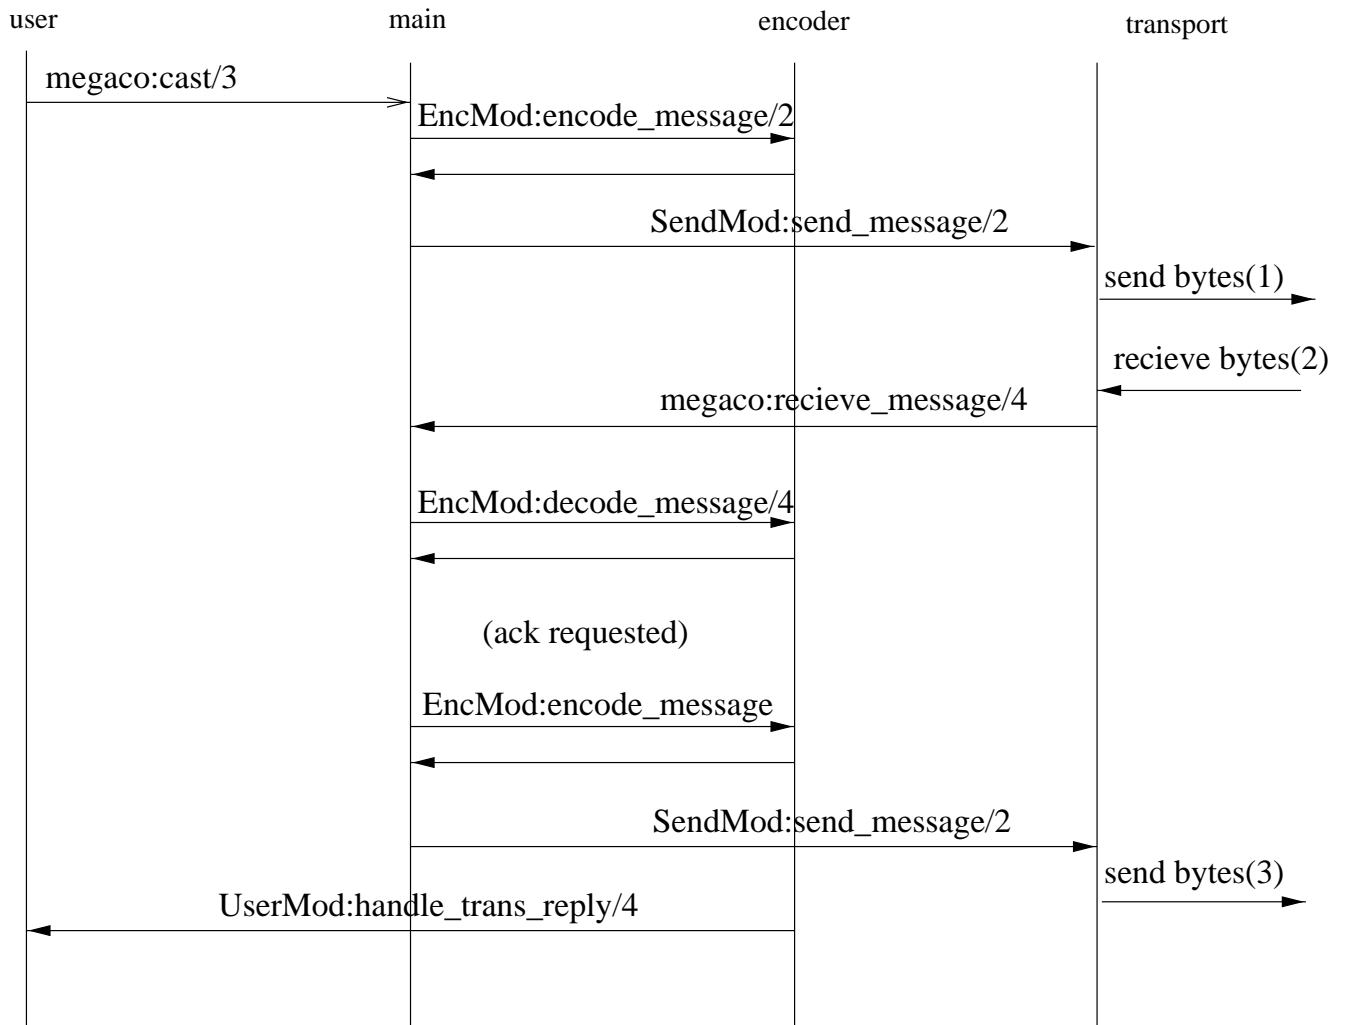 user
main
encoder
transport
megaco:cast/3
EncMod:encode_message/2
SendMod:send_message/2
send bytes(1)
recieve bytes(2)
megaco:recieve_message/4
EncMod:decode_message/4
(ack requested)
EncMod:encode_message
SendMod:send_message/2
send bytes(3)
UserMod:handle_trans_reply/4